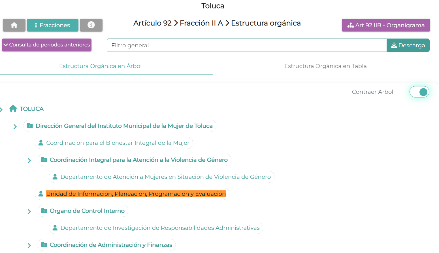 Toluca
Fracciones
Artículo 92 > Fracción II A > Estructura orgánica
Art 92 II B - Organigrama
Consulta de periodos anteriores
Filtro general
Descarga
Estructura Orgánica en Árbol
Estructura Orgánica en Tabla
Contraer Árbol
TOLUCA
Dirección General del Instituto Municipal de la Mujer de Toluca
Coordinación para el Bienestar Integral de la Mujer
Coordinación Integral para la Atención a la Violencia de Género
Departamento de Atención a Mujeres en Situación de Violencia de Género
Unidad de Información, Planeación, Programación y Evaluación
Órgano de Control Interno
Departamento de Investigación de Responsabilidades Administrativas
Coordinación de Administración y Finanzas